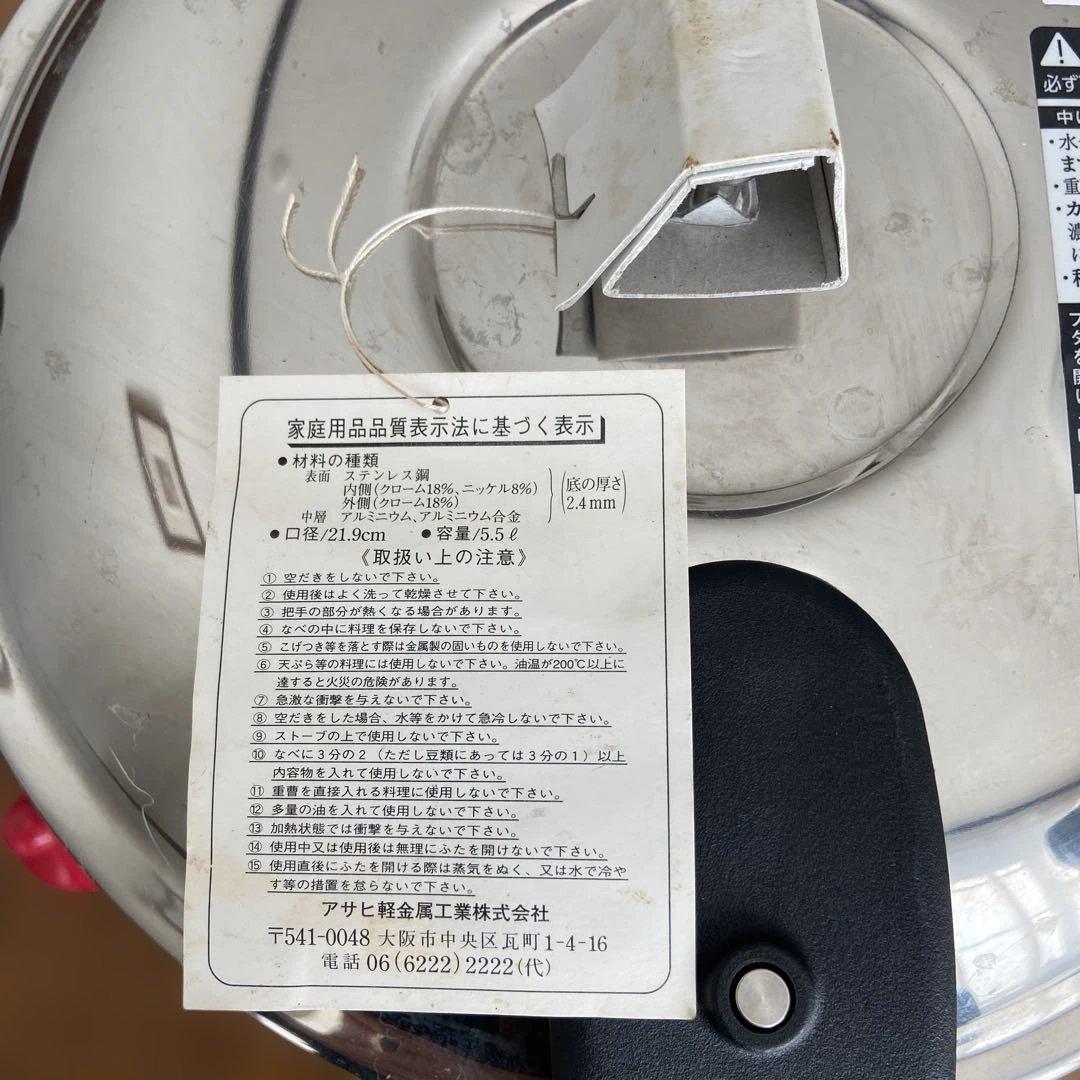 家庭用品品質表示法に基づく表示
●材料の種類
表面 ステンレス鋼
内側(クローム18%、ニッケル8%)
外側(クローム18%)
中層 アルミニウム、アルミニウム合金
(底の厚さ
2.4mm)
●口径/21.9cm ●容量/5.5ℓ
《取扱い上の注意》
① 空だきをしないで下さい。
② 使用後はよく洗って乾燥させて下さい。
③ 把手の部分が熱くなる場合があります。
④ なべの中に料理を保存しないで下さい。
⑤ こげつき等を落とす際は金属製の固いものを使用しないで下さい。
⑥ 天ぷら等の料理には使用しないで下さい。油温が200℃以上に
達すると火災の危険があります。
⑦ 急激な衝撃を与えないで下さい。
⑧ 空だきをした場合、水等をかけて急冷しないで下さい。
⑨ ストーブの上で使用しないで下さい。
⑩ なべに3分の2(ただし豆類にあっては3分の1)以上
内容物を入れて使用しないで下さい。
⑪ 重曹を直接入れる料理に使用しないで下さい。
⑫ 多量の油を入れて使用しないで下さい。
⑬ 加熱状態では衝撃を与えないで下さい。
⑭ 使用中又は使用後は無理にふたを開けないで下さい。
⑮ 使用直後にふたを開ける際は蒸気をぬく、又は水で冷や
す等の措置を怠らないで下さい。
アサヒ軽金属工業株式会社
〒541-0048 大阪市中央区瓦町1-4-16
電話 06(6222)2222(代)
必ず
中
・水
ま
・重
・カ
濃
に
フタを開